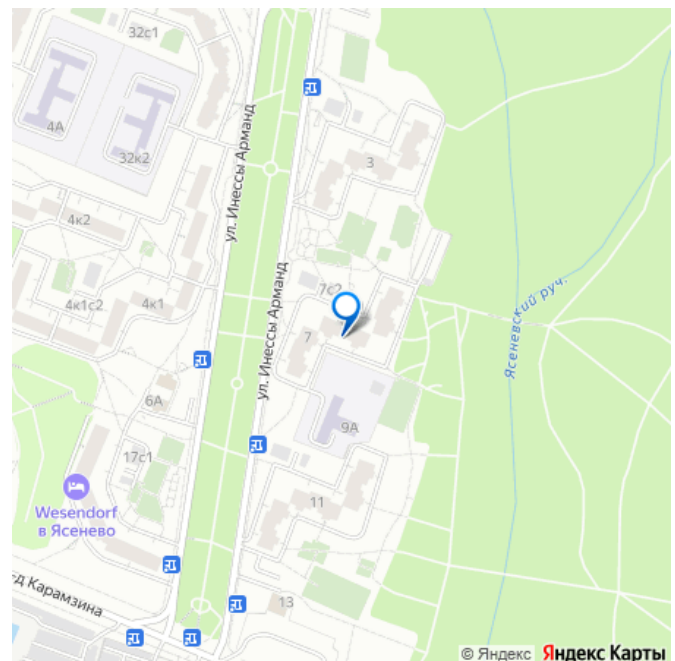 32с1
4А
32к2
3
ул. Инессы Арманд
4к2
7с2
4к1с2
4к1
ул. Инессы Арманд
7
Ясеневский руч.
6А
9А
17с1
Wesendorf
в Ясенево
11
зд Карамзина
13
© Яндекс Яндекс Карты